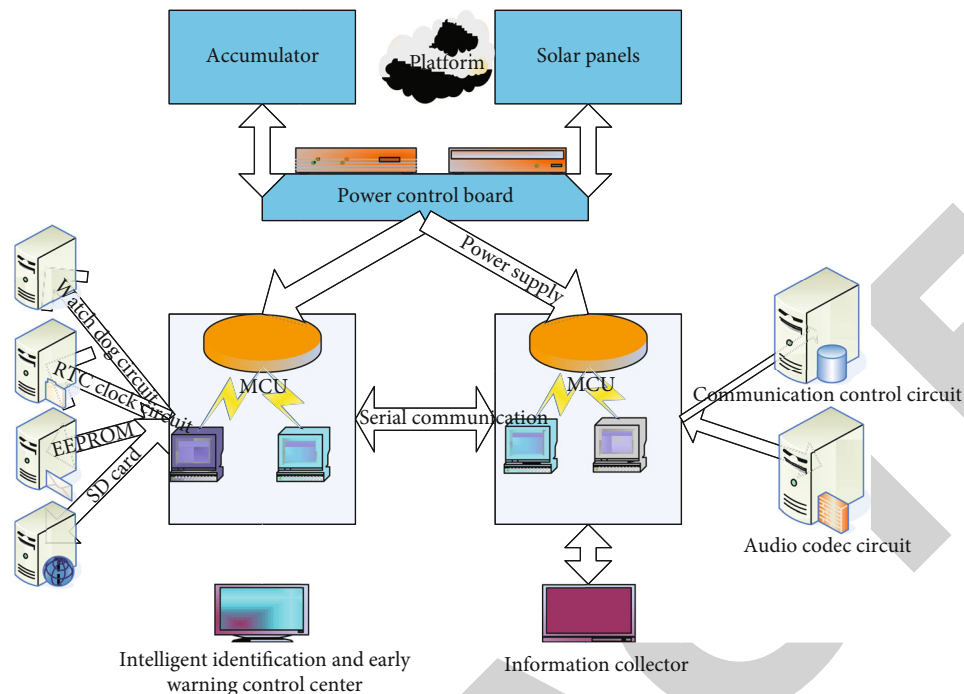 Accumulator
Platform
Solar panels
Power control board
Power supply
Watch dog circuit
RTC clock circuit
EEPROM
SD card
MCU
Serial communication
MCU
Communication control circuit
Audio codec circuit
Intelligent identification and early
warning control center
Information collector